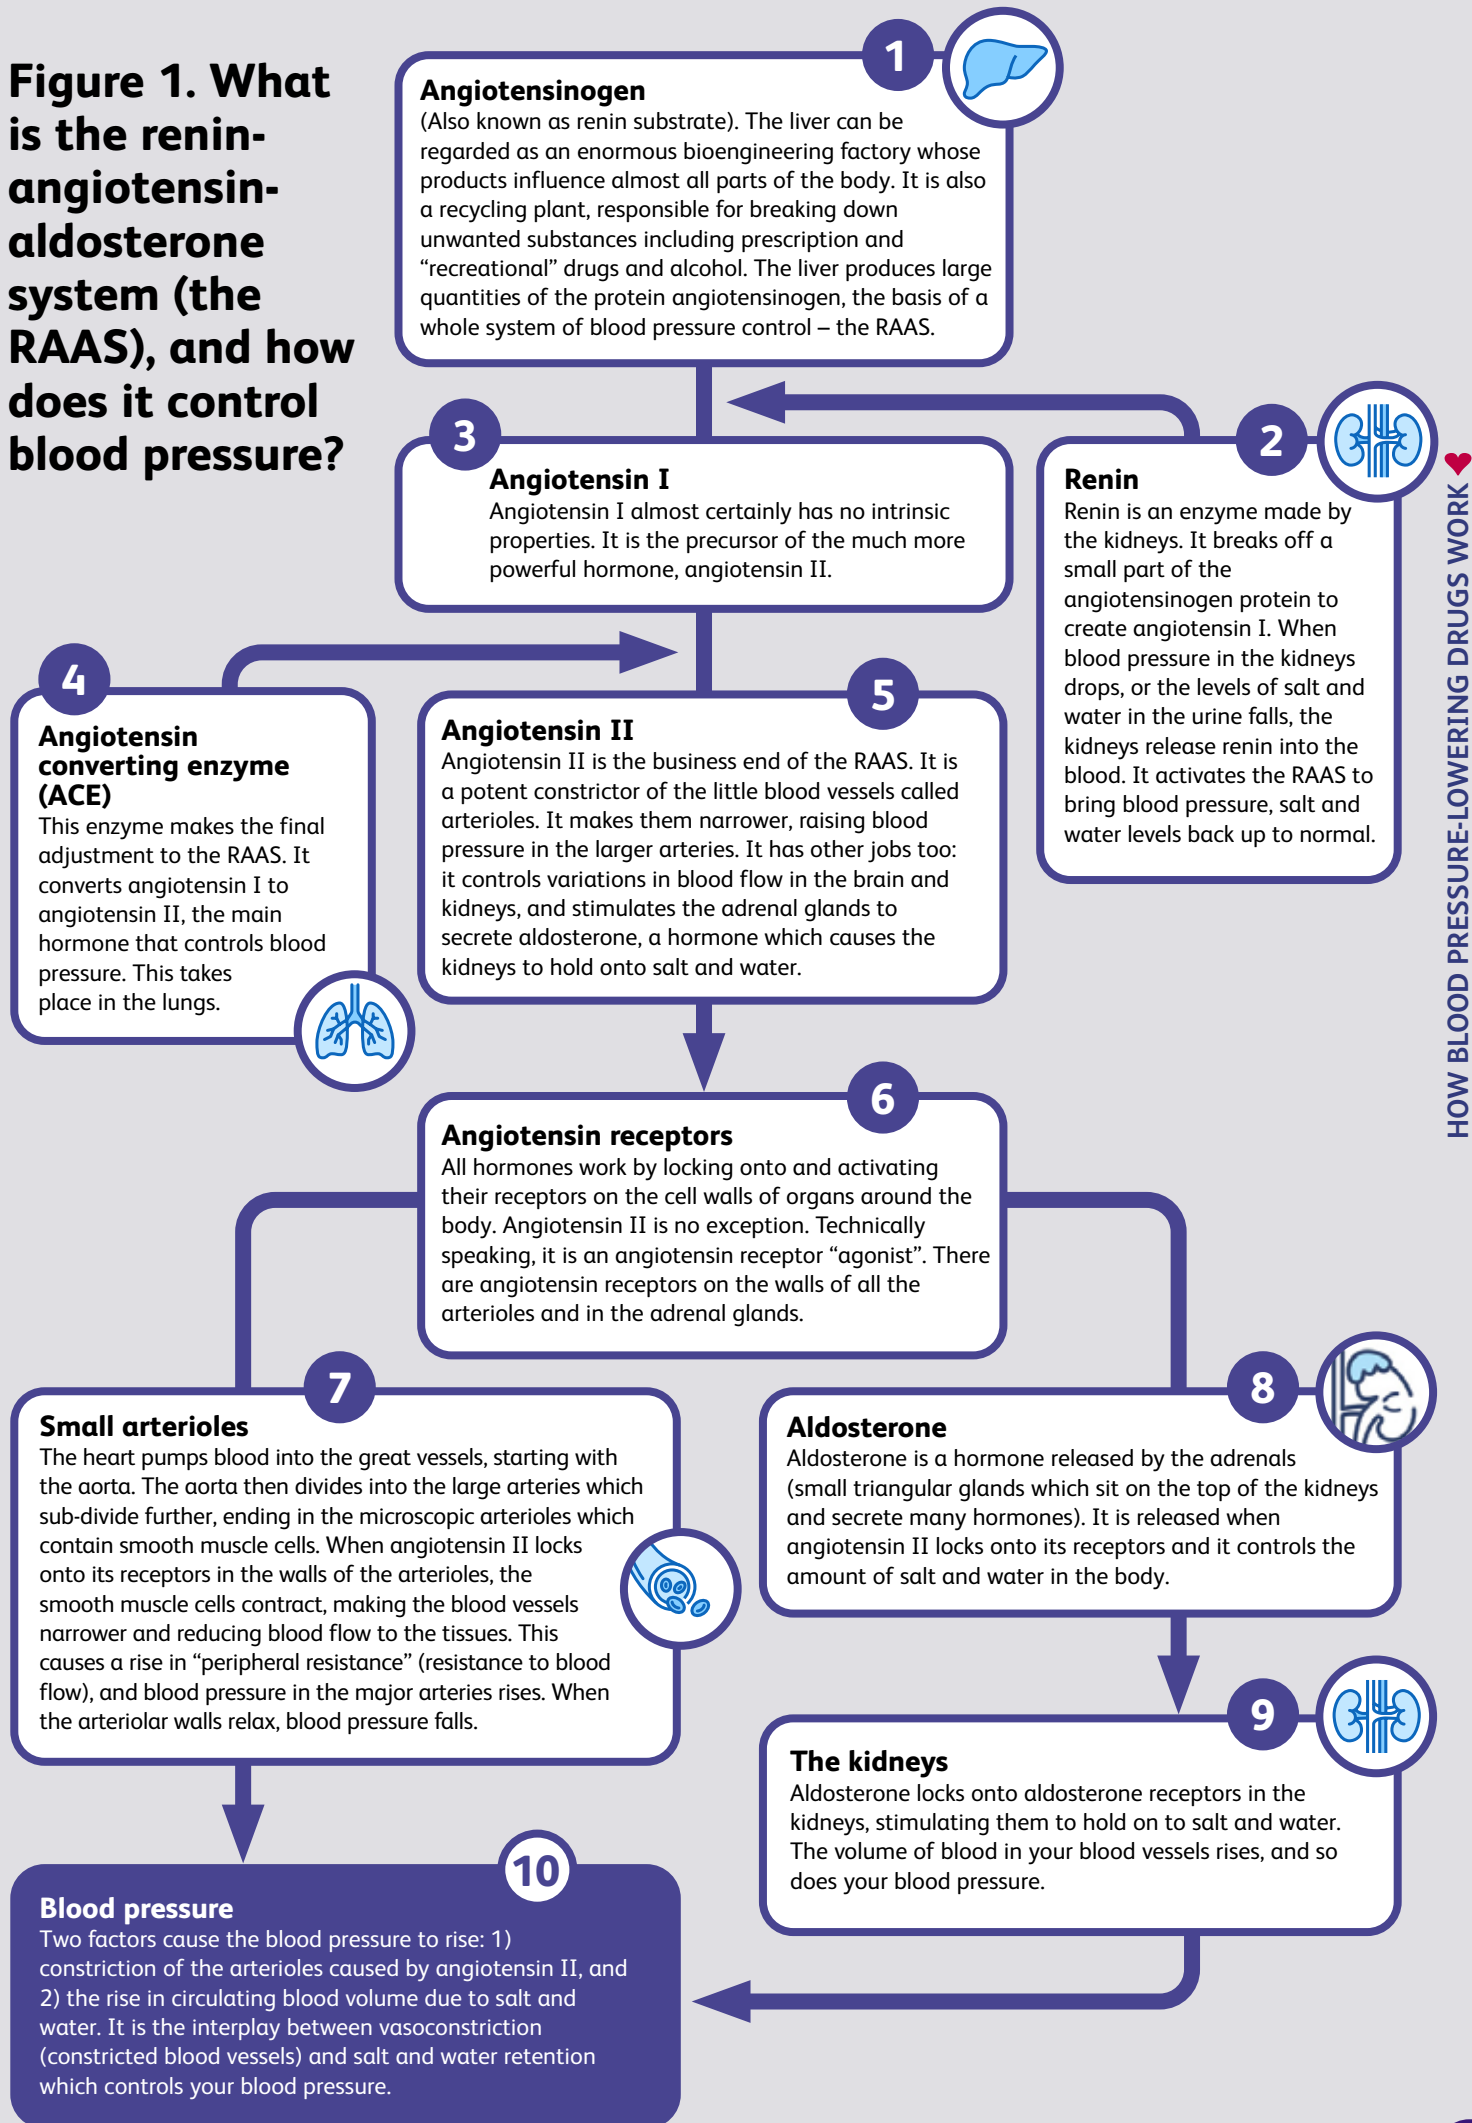 Figure 1. What
is the renin-
angiotensin-
aldosterone
system (the
RAAS), and how
does it control
blood pressure?
1
Angiotensinogen
(Also known as renin substrate). The liver can be
regarded as an enormous bioengineering factory whose
products influence almost all parts of the body. It is also
a recycling plant, responsible for breaking down
unwanted substances including prescription and
“recreational” drugs and alcohol. The liver produces large
quantities of the protein angiotensinogen, the basis of a
whole system of blood pressure control – the RAAS.
2
Renin
Renin is an enzyme made by
the kidneys. It breaks off a
small part of the
angiotensinogen protein to
create angiotensin I. When
blood pressure in the kidneys
drops, or the levels of salt and
water in the urine falls, the
kidneys release renin into the
blood. It activates the RAAS to
bring blood pressure, salt and
water levels back up to normal.
3
Angiotensin I
Angiotensin I almost certainly has no intrinsic
properties. It is the precursor of the much more
powerful hormone, angiotensin II.
4
Angiotensin
converting enzyme
(ACE)
This enzyme makes the final
adjustment to the RAAS. It
converts angiotensin I to
angiotensin II, the main
hormone that controls blood
pressure. This takes
place in the lungs.
5
Angiotensin II
Angiotensin II is the business end of the RAAS. It is
a potent constrictor of the little blood vessels called
arterioles. It makes them narrower, raising blood
pressure in the larger arteries. It has other jobs too:
it controls variations in blood flow in the brain and
kidneys, and stimulates the adrenal glands to
secrete aldosterone, a hormone which causes the
kidneys to hold onto salt and water.
6
Angiotensin receptors
All hormones work by locking onto and activating
their receptors on the cell walls of organs around the
body. Angiotensin II is no exception. Technically
speaking, it is an angiotensin receptor “agonist”. There
are angiotensin receptors on the walls of all the
arterioles and in the adrenal glands.
7
Small arterioles
The heart pumps blood into the great vessels, starting with
the aorta. The aorta then divides into the large arteries which
sub-divide further, ending in the microscopic arterioles which
contain smooth muscle cells. When angiotensin II locks
onto its receptors in the walls of the arterioles, the
smooth muscle cells contract, making the blood vessels
narrower and reducing blood flow to the tissues. This
causes a rise in “peripheral resistance” (resistance to blood
flow), and blood pressure in the major arteries rises. When
the arteriolar walls relax, blood pressure falls.
8
Aldosterone
Aldosterone is a hormone released by the adrenals
(small triangular glands which sit on the top of the kidneys
and secrete many hormones). It is released when
angiotensin II locks onto its receptors and it controls the
amount of salt and water in the body.
9
The kidneys
Aldosterone locks onto aldosterone receptors in the
kidneys, stimulating them to hold on to salt and water.
The volume of blood in your blood vessels rises, and so
does your blood pressure.
10
Blood pressure
Two factors cause the blood pressure to rise: 1)
constriction of the arterioles caused by angiotensin II, and
2) the rise in circulating blood volume due to salt and
water. It is the interplay between vasoconstriction
(constricted blood vessels) and salt and water retention
which controls your blood pressure.
HOW BLOOD PRESSURE-LOWERING DRUGS WORK